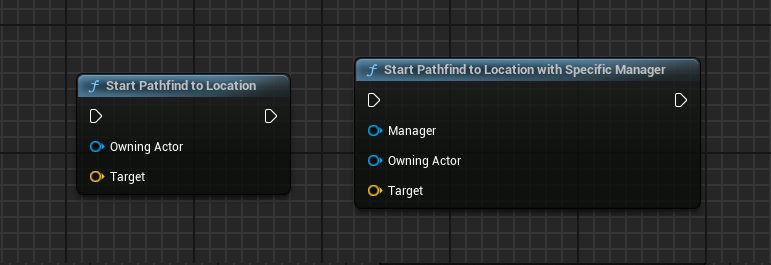 Start Pathfind to Location
Owning Actor
Target
Start Pathfind to Location with Specific Manager
Manager
Owning Actor
Target